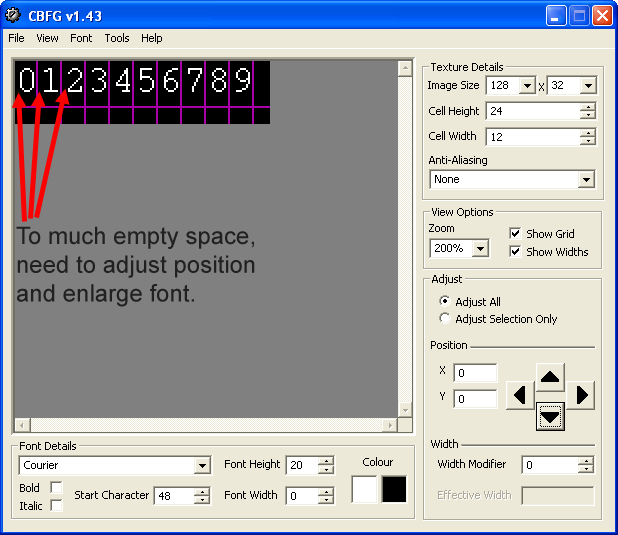 CBFG v1.43
File View Font Tools Help
0123456789
To much empty space,
need to adjust position
and enlarge font.
Texture Details
Image Size 128 x 32
Cell Height 24
Cell Width 12
Anti-Aliasing
None
View Options
Zoom
200%
Show Grid
Show Widths
Adjust
Adjust All
Adjust Selection Only
Position
X 0
Y 0
Width
Width Modifier 0
Effective Width
Font Details
Courier
Bold
Italic
Start Character 48
Font Height 20
Font Width 0
Colour